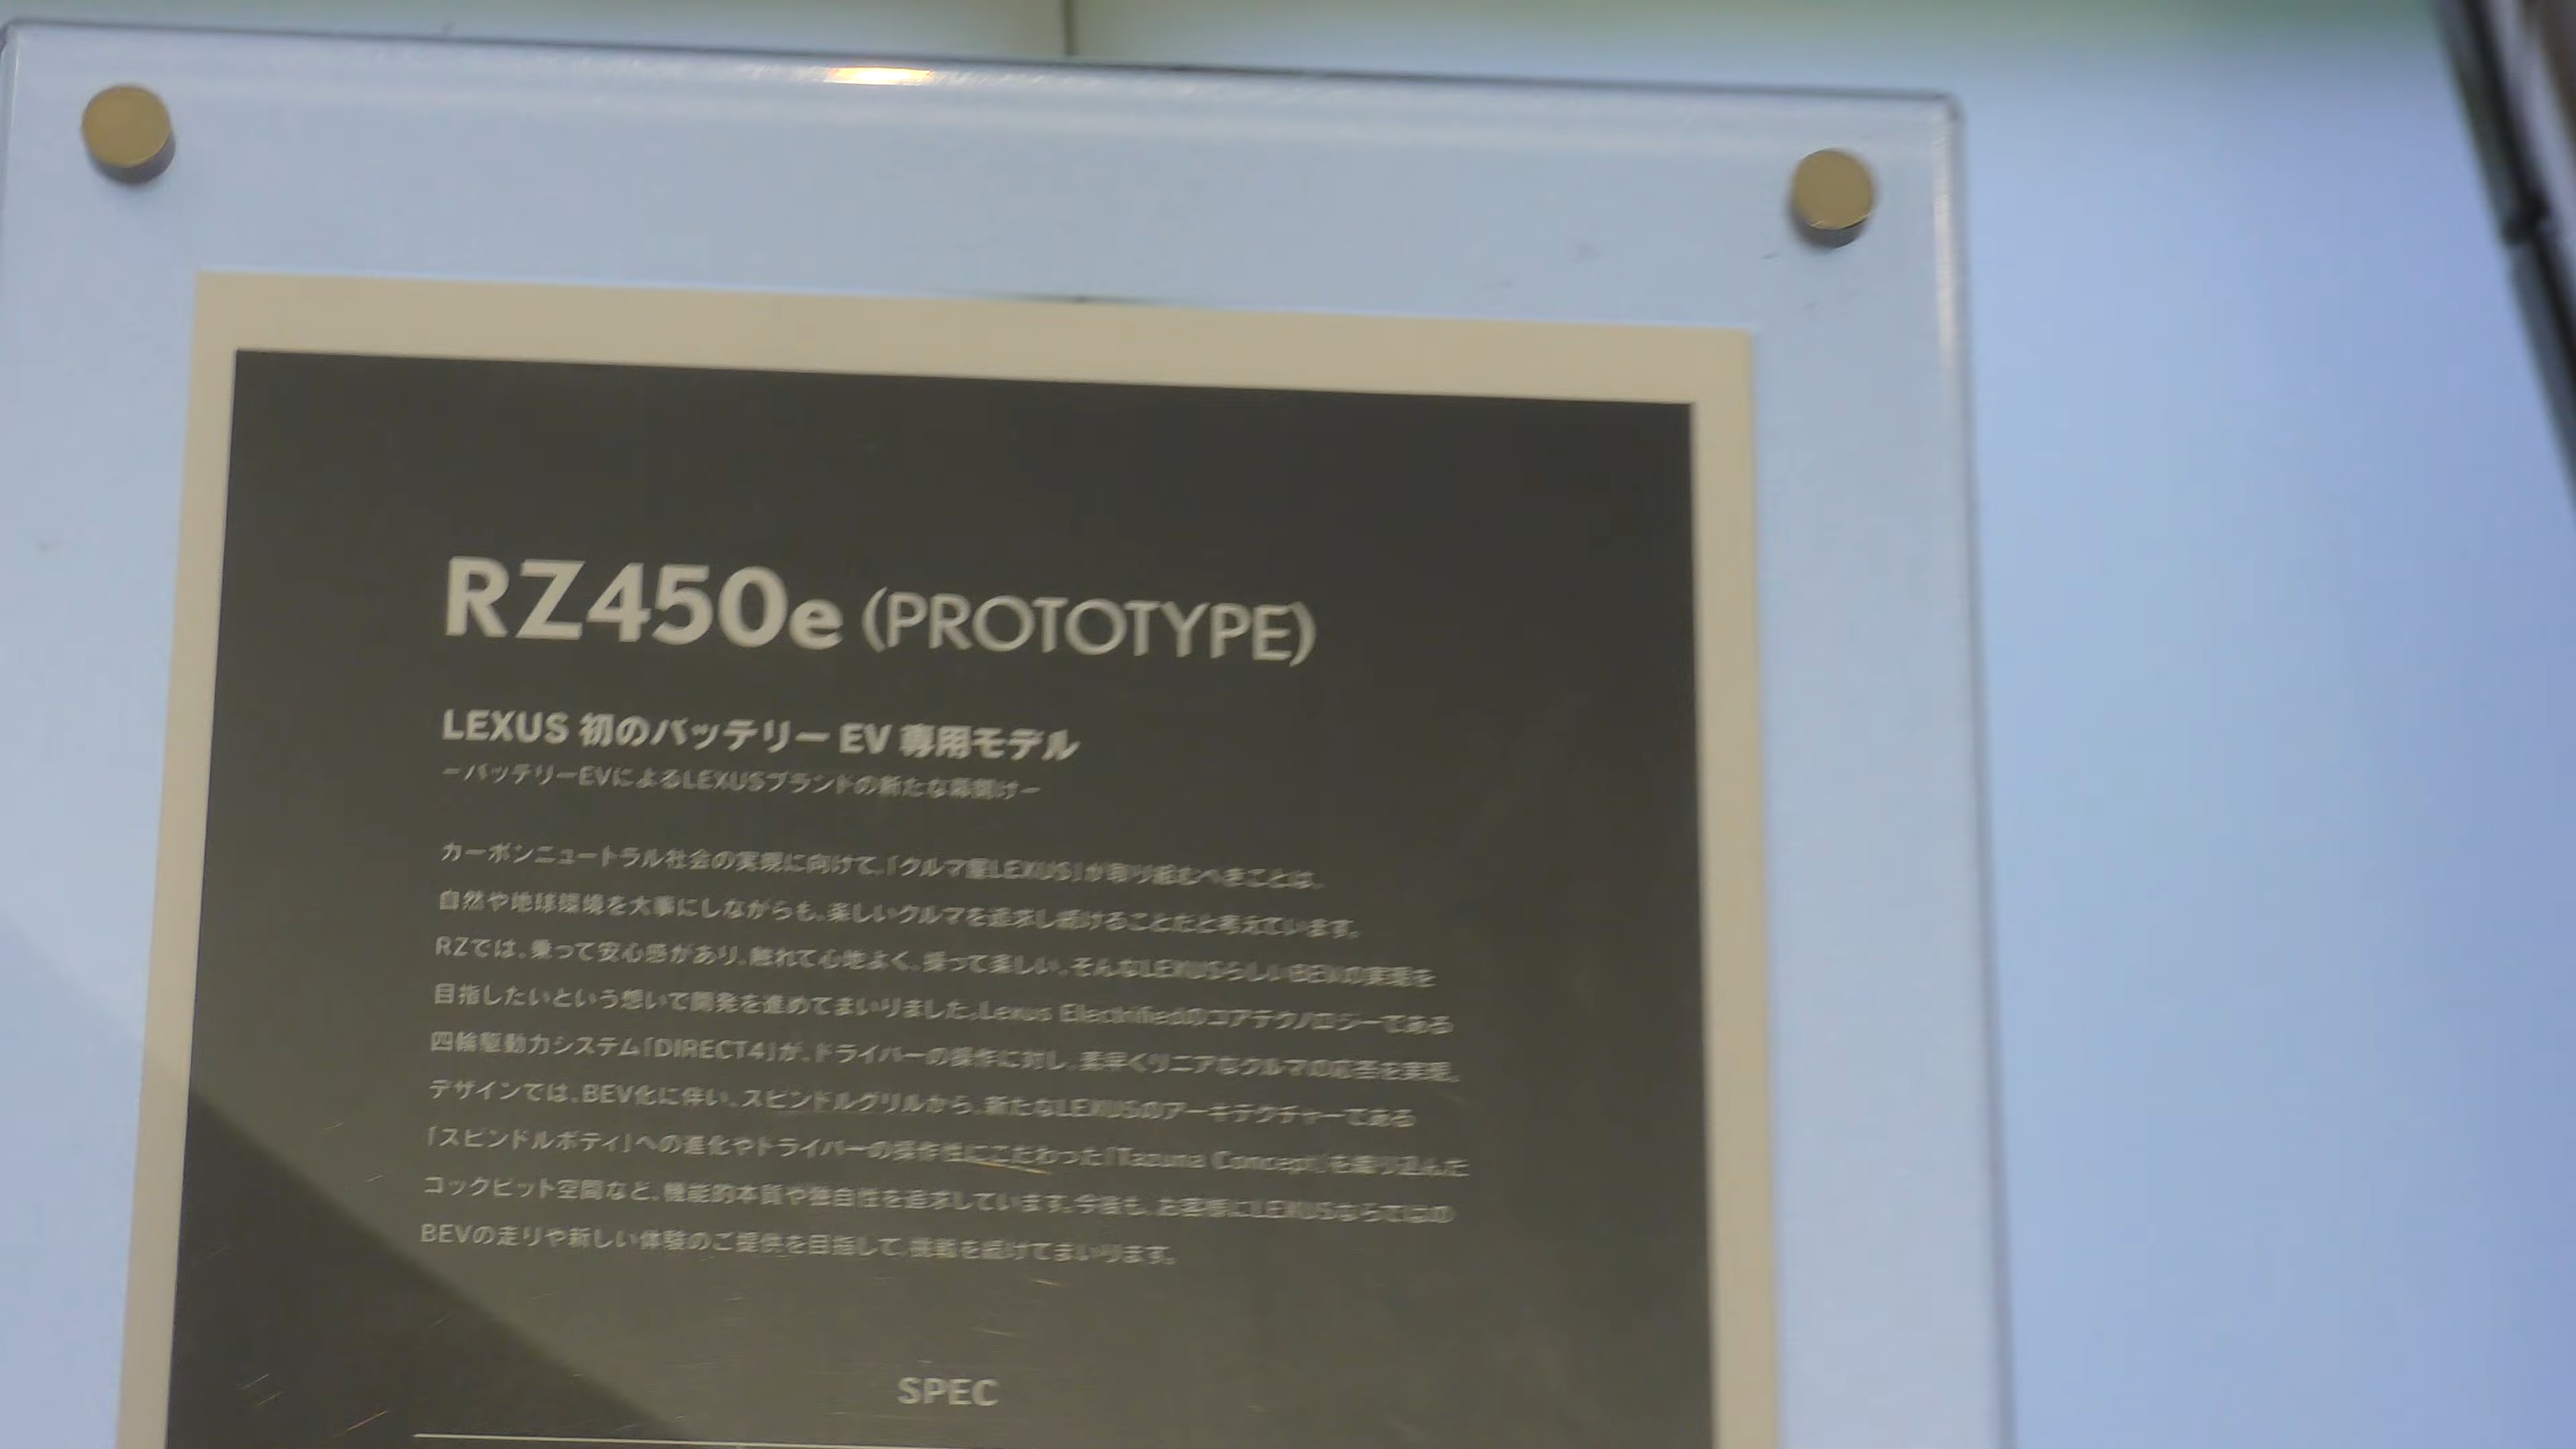 RZ450e (PROTOTYPE)
LEXUS 初のバッテリー EV 専用モデル
－バッテリーEVによるLEXUSブランドの新たな幕開け－
カーボンニュートラル社会の実現に向けて、「クルマ屋LEXUS」が取り組むべきことは、
自然や地球環境を大事にしながらも、楽しいクルマを追求し続けることだと考えています。
RZでは、乗って安心感があり、触れて心地よく、操って楽しい、そんなLEXUSらしいBEVの実現を
目指したいという想いで開発を進めてまいりました。Lexus Electrifiedのコアテクノロジーである
四輪駆動力システム「DIRECT4」が、ドライバーの操作に対し、素早くリニアなクルマの応答を実現。
デザインでは、BEV化に伴い、スピンドルグリルから、新たなLEXUSのアーキテクチャーである
「スピンドルボディ」への進化やドライバーの操作性にこだわった「Tazuna Concept」を織り込んだ
コックピット空間など、機能的本質や独自性を追求しています。今後も、お客様にLEXUSならではの
BEVの走りや新しい体験のご提供を目指して、挑戦を続けてまいります。
SPEC